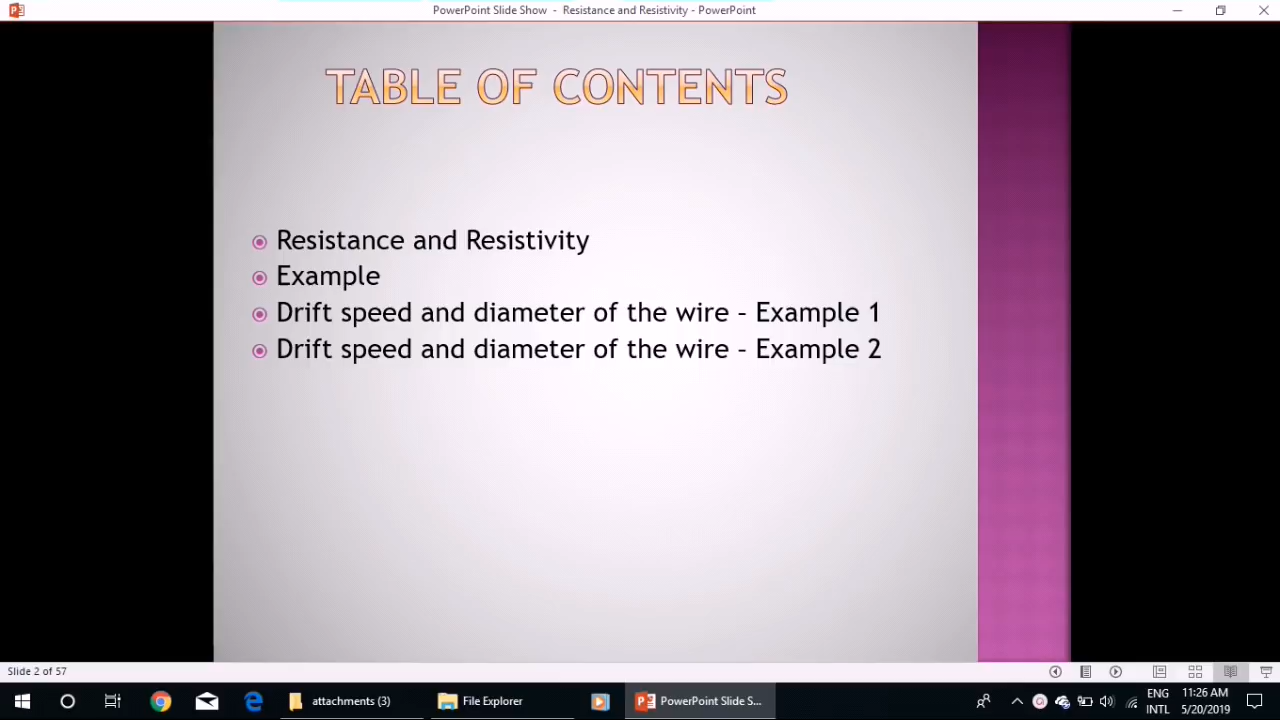 PowerPoint Slide Show - Resistance and Resistivity - PowerPoint
TABLE OF CONTENTS
Resistance and Resistivity
Example
Drift speed and diameter of the wire – Example 1
Drift speed and diameter of the wire – Example 2
Slide 2 of 57
attachments (3)
File Explorer
PowerPoint Slide S...
ENG
INTL
11:26 AM
5/20/2019